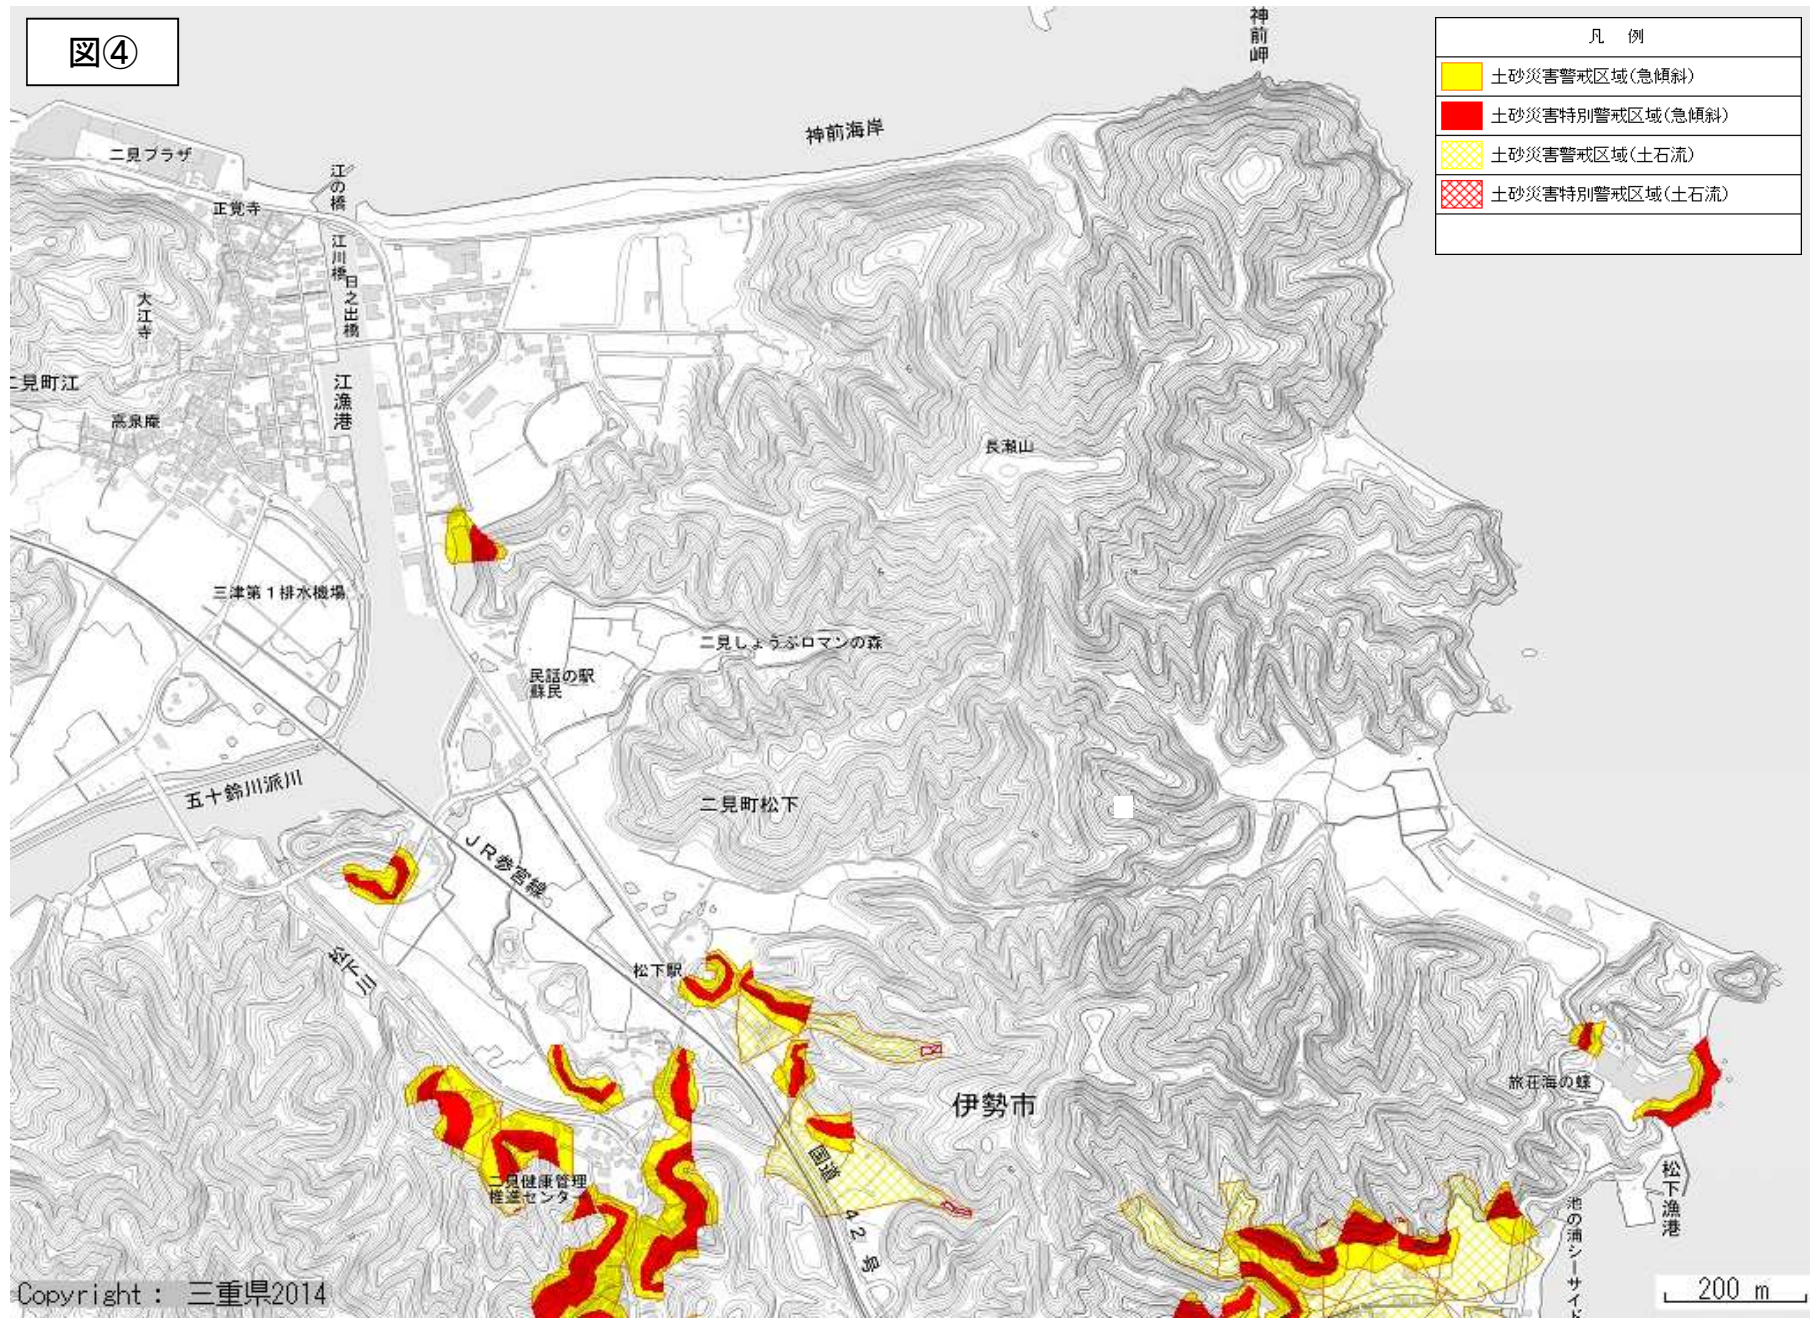 図④
神前岬
凡 例
土砂災害警戒区域(急傾斜)
土砂災害特別警戒区域(急傾斜)
土砂災害警戒区域(土石流)
土砂災害特別警戒区域(土石流)
神前海岸
二見プラザ
江の橋
正覚寺
江川橋
日之出橋
大江寺
二見町江
江漁港
高泉庵
長瀬山
三津第1排水機場
二見しょうぶロマンの森
民話の駅
蘇民
五十鈴川派川
二見町松下
JR参宮線
松下川
松下駅
伊勢市
旅荘海の蝶
国道
42号
二見健康管理
推進センター
松下漁港
池の浦シーサイド
Copyright : 三重県2014
200 m